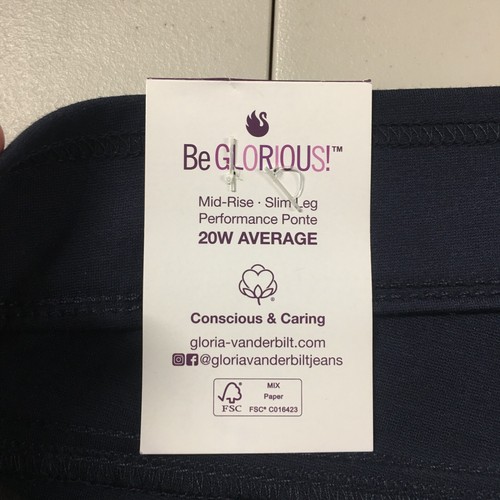 Be GLORIOUS!™
Mid-Rise · Slim Leg
Performance Ponte
20W AVERAGE
®
Conscious & Caring
gloria-vanderbilt.com
@gloriavanderbiltjeans
FSC
MIX
Paper
FSC® C016423